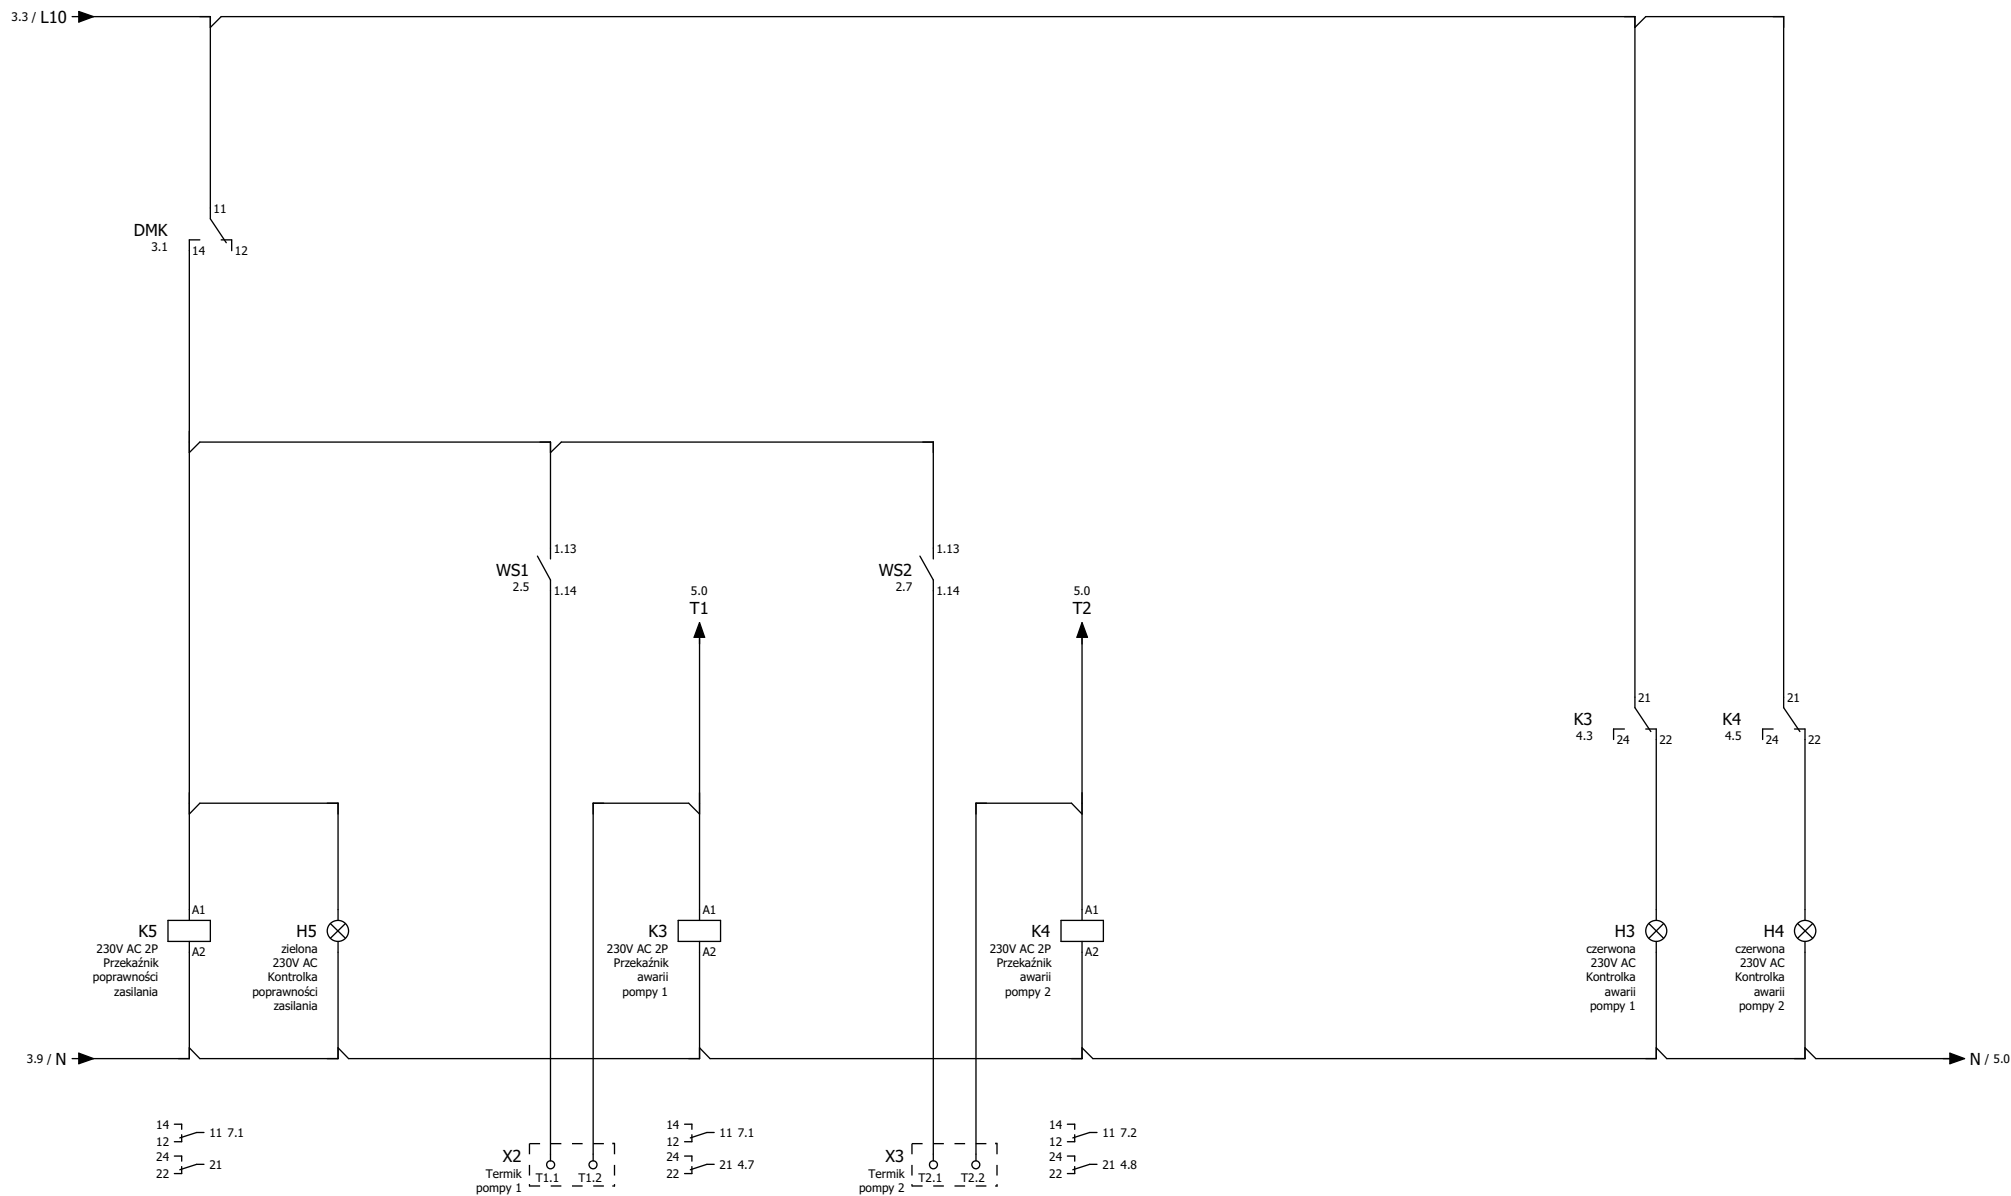 3.3 / L10
11
DMK
3.1
14
12
1.13
WS1
2.5
1.14
1.13
WS2
2.7
1.14
5.0
T1
5.0
T2
21
K3
4.3
24
22
21
K4
4.5
24
22
A1
K5
A2
230V AC 2P
Przekaźnik
poprawności
zasilania
H5
zielona
230V AC
Kontrolka
poprawności
zasilania
A1
K3
A2
230V AC 2P
Przekaźnik
awarii
pompy 1
A1
K4
A2
230V AC 2P
Przekaźnik
awarii
pompy 2
H3
czerwona
230V AC
Kontrolka
awarii
pompy 1
H4
czerwona
230V AC
Kontrolka
awarii
pompy 2
3.9 / N
N / 5.0
14
12
11 7.1
24
22
21
X2
Termik
pompy 1
T1.1
T1.2
14
12
11 7.1
24
22
21 4.7
X3
Termik
pompy 2
T2.1
T2.2
14
12
11 7.2
24
22
21 4.8